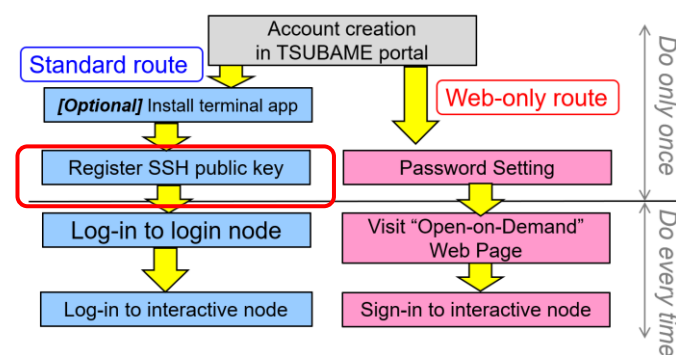 Account creation
in TSUBAME portal
Standard route
Web-only route
[Optional] Install terminal app
Register SSH public key
Password Setting
Log-in to login node
Visit “Open-on-Demand”
Web Page
Log-in to interactive node
Sign-in to interactive node
Do only once
Do every time